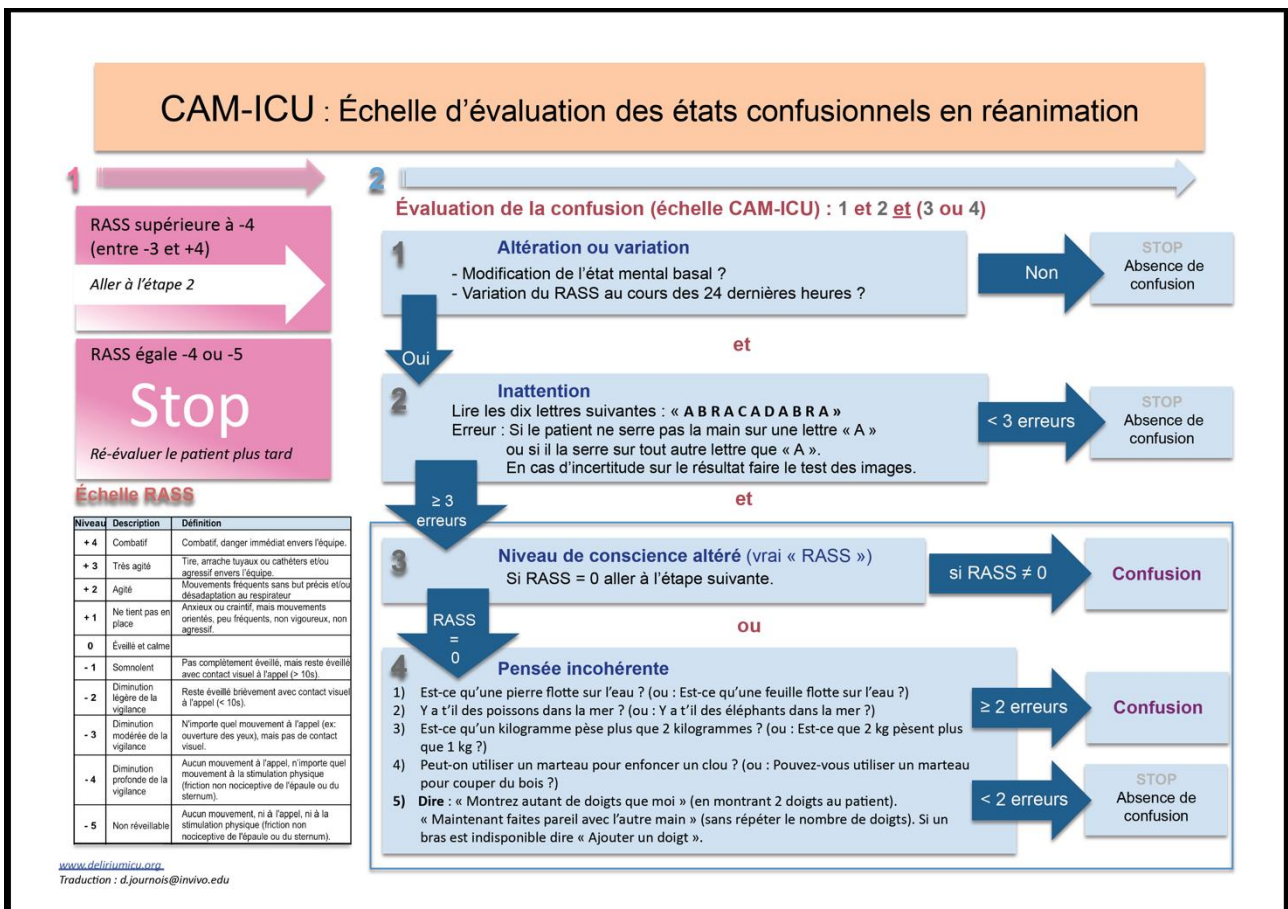 CAM-ICU : Échelle d'évaluation des états confusionnels en réanimation
1
RASS supérieure à -4
(entre -3 et +4)
Aller à l'étape 2
RASS égale -4 ou -5
Stop
Ré-évaluer le patient plus tard
Échelle RASS
Niveau Description Définition
+ 4 Combatif Combatif, danger immédiat envers l'équipe.
+ 3 Très agité Tire, arrache tuyaux ou cathéters et/ou
agressif envers l'équipe.
+ 2 Agité Mouvements fréquents sans but précis et/ou
désadaptation au respirateur
+ 1 Ne tient pas en
place
Anxieux ou craintif, mais mouvements
orientés, peu fréquents, non vigoureux, non
agressif.
0 Éveillé et calme
- 1 Somnolent Pas complètement éveillé, mais reste éveillé
avec contact visuel à l'appel (> 10s).
- 2 Diminution
légère de la
vigilance
Reste éveillé brièvement avec contact visuel
à l'appel (< 10s).
- 3 Diminution
modérée de la
vigilance
N'importe quel mouvement à l'appel (ex:
ouverture des yeux), mais pas de contact
visuel.
- 4 Diminution
profonde de la
vigilance
Aucun mouvement à l'appel, n'importe quel
mouvement à la stimulation physique
(friction non nociceptive de l'épaule ou du
sternum).
- 5 Non réveillable Aucun mouvement, ni à l'appel, ni à la
stimulation physique (friction non
nociceptive de l'épaule ou du sternum).
www.deliriumicu.org
Traduction : d.journois@invivo.edu
2
Évaluation de la confusion (échelle CAM-ICU) : 1 et 2 et (3 ou 4)
1 Altération ou variation
- Modification de l'état mental basal ?
- Variation du RASS au cours des 24 dernières heures ?
Non
STOP
Absence de
confusion
Oui
et
2 Inattention
Lire les dix lettres suivantes : « A B R A C A D A B R A »
Erreur : Si le patient ne serre pas la main sur une lettre « A »
ou si il la serre sur tout autre lettre que « A ».
En cas d'incertitude sur le résultat faire le test des images.
< 3 erreurs
STOP
Absence de
confusion
≥ 3
erreurs
et
3 Niveau de conscience altéré (vrai « RASS »)
Si RASS = 0 aller à l'étape suivante.
si RASS ≠ 0
Confusion
RASS
=
0
ou
4 Pensée incohérente
1) Est-ce qu'une pierre flotte sur l'eau ? (ou : Est-ce qu'une feuille flotte sur l'eau ?)
2) Y a t'il des poissons dans la mer ? (ou : Y a t'il des éléphants dans la mer ?)
3) Est-ce qu'un kilogramme pèse plus que 2 kilogrammes ? (ou : Est-ce que 2 kg pèsent plus
que 1 kg ?)
4) Peut-on utiliser un marteau pour enfoncer un clou ? (ou : Pouvez-vous utiliser un marteau
pour couper du bois ?)
5) Dire : « Montrez autant de doigts que moi » (en montrant 2 doigts au patient).
« Maintenant faites pareil avec l'autre main » (sans répéter le nombre de doigts). Si un
bras est indisponible dire « Ajouter un doigt ».
≥ 2 erreurs
Confusion
< 2 erreurs
STOP
Absence de
confusion